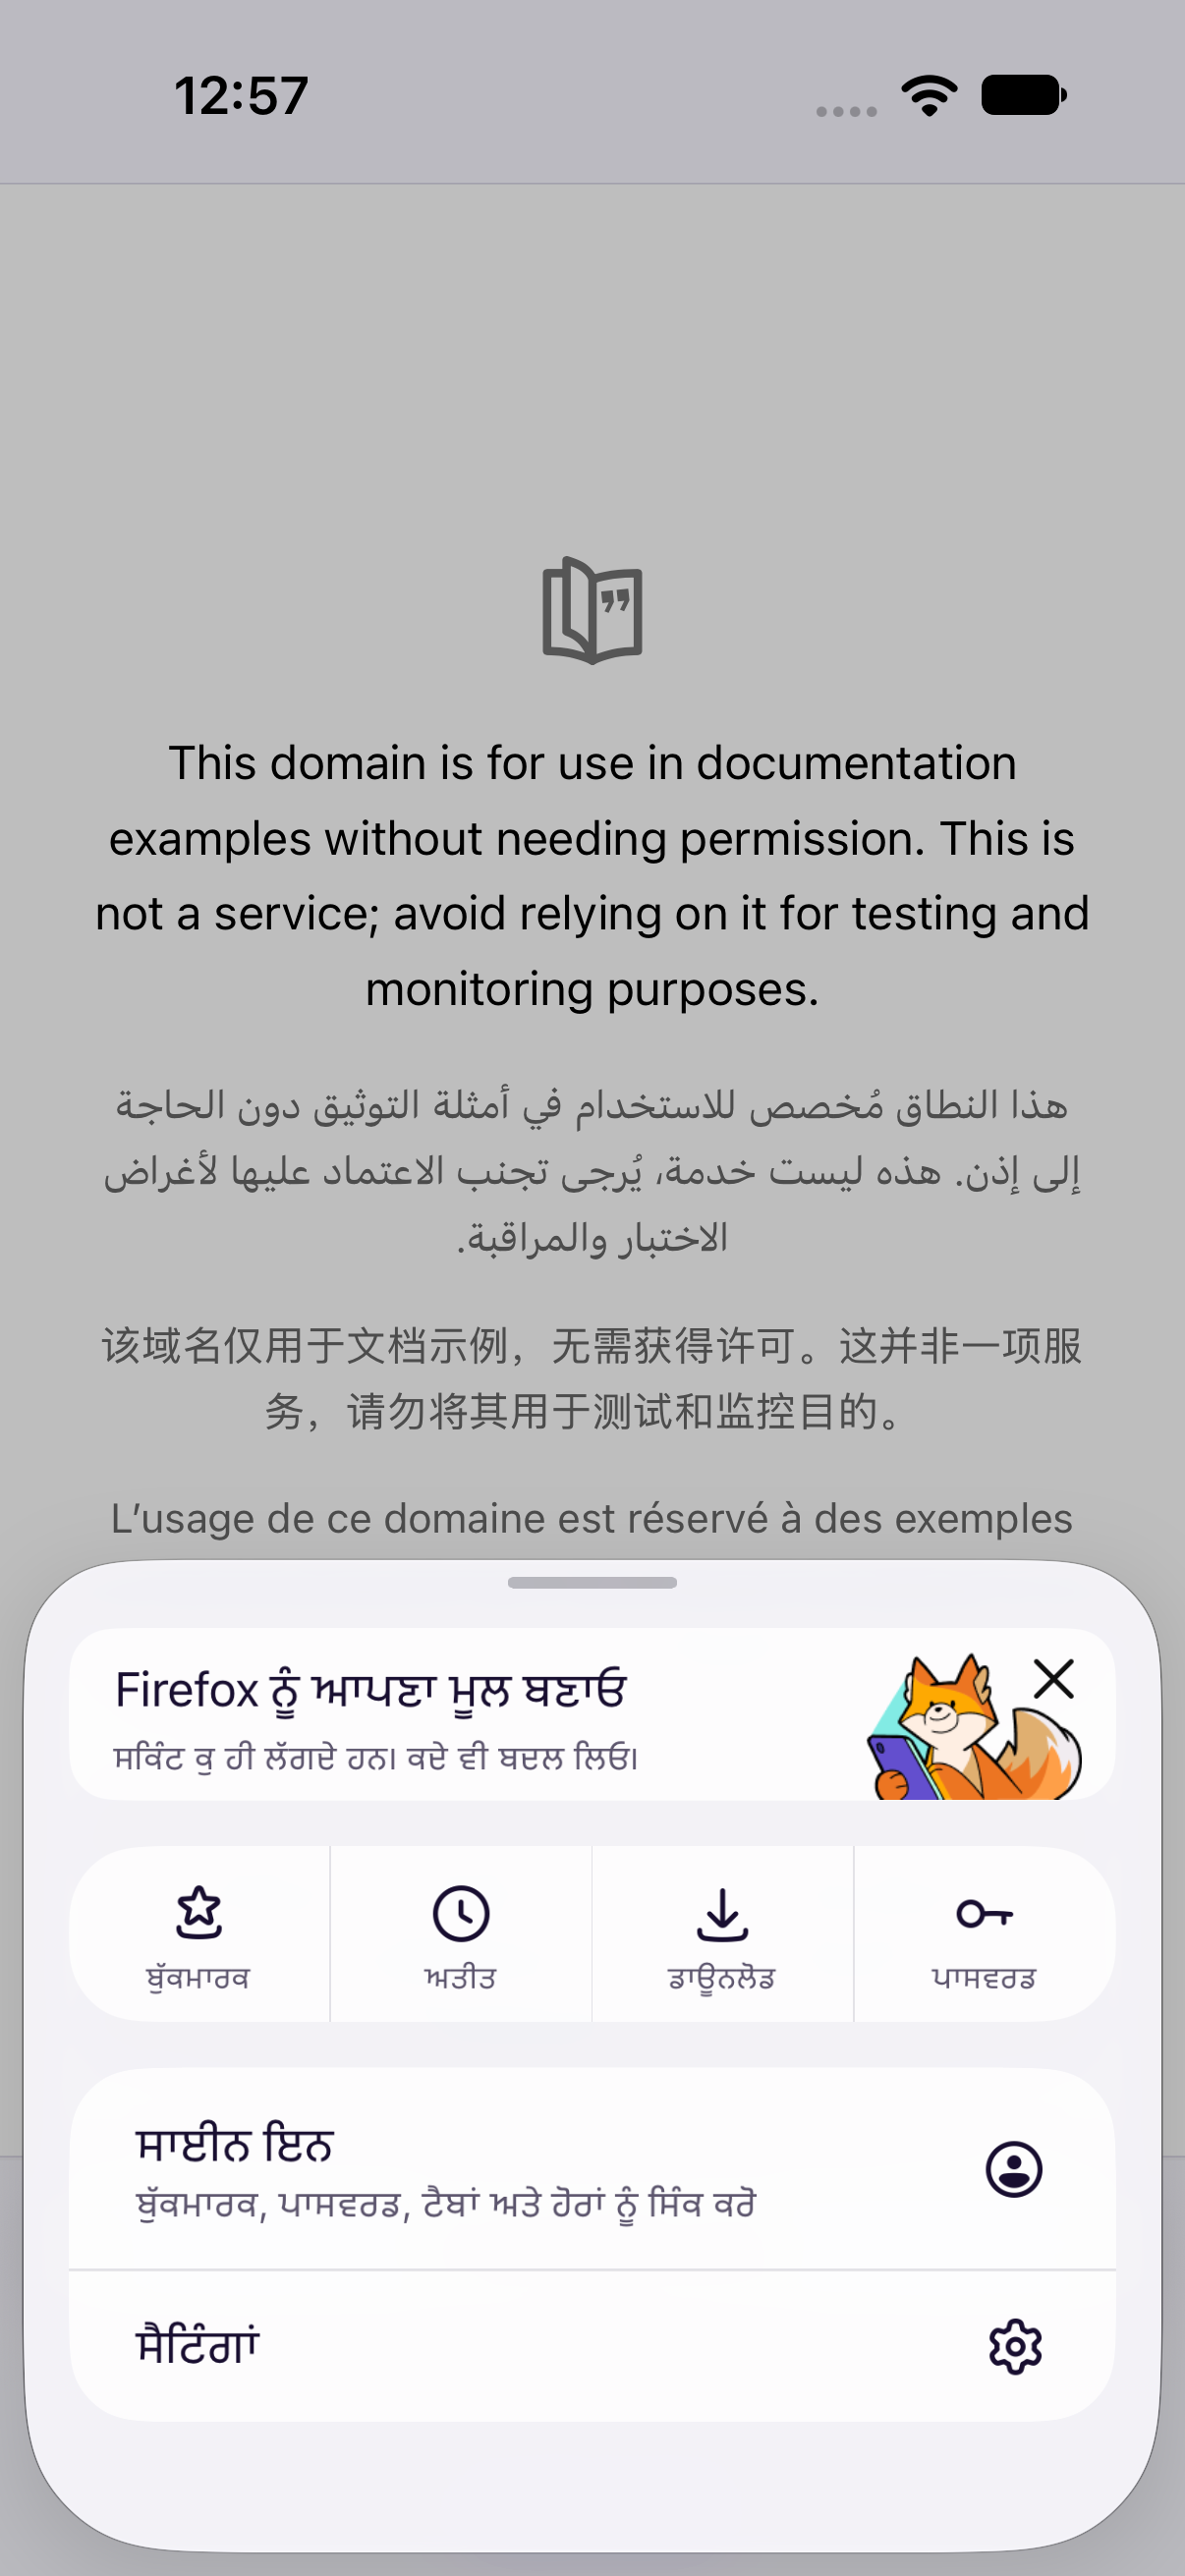 12:57
This domain is for use in documentation
examples without needing permission. This is
not a service; avoid relying on it for testing and
monitoring purposes.
هذا النطاق مُخصص للاستخدام في أمثلة التوثيق دون الحاجة
إلى إذن. هذه ليست خدمة، يُرجى تجنب الاعتماد عليها لأغراض
الاختبار والمراقبة.
该域名仅用于文档示例，无需获得许可。这并非一项服
务，请勿将其用于测试和监控目的。
L’usage de ce domaine est réservé à des exemples
Firefox ਨੂੰ ਆਪਣਾ ਮੂਲ ਬਣਾਓ
ਸਕਿੰਟ ਕੁ ਹੀ ਲੱਗਦੇ ਹਨ। ਕਦੇ ਵੀ ਬਦਲ ਲਿਓ।
ਬੁੱਕਮਾਰਕ
ਅਤੀਤ
ਡਾਊਨਲੋਡ
ਪਾਸਵਰਡ
ਸਾਈਨ ਇਨ
ਬੁੱਕਮਾਰਕ, ਪਾਸਵਰਡ, ਟੈਬਾਂ ਅਤੇ ਹੋਰਾਂ ਨੂੰ ਸਿੰਕ ਕਰੋ
ਸੈਟਿੰਗਾਂ